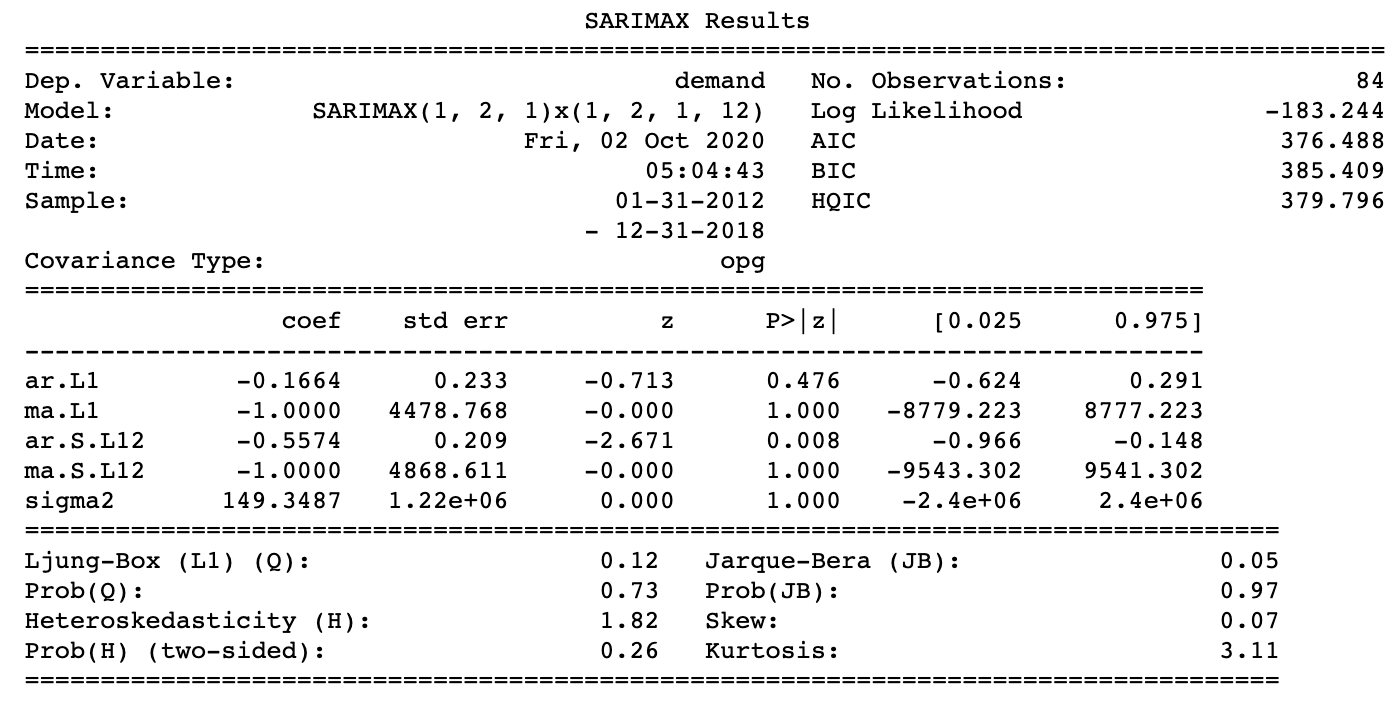 SARIMAX Results
==========================================================================================
Dep. Variable:                             demand   No. Observations:                   84
Model:             SARIMAX(1, 2, 1)x(1, 2, 1, 12)   Log Likelihood                -183.244
Date:                            Fri, 02 Oct 2020   AIC                            376.488
Time:                                    05:04:43   BIC                            385.409
Sample:                                01-31-2012   HQIC                           379.796
                                     - 12-31-2018
Covariance Type:                              opg
==============================================================================
                 coef    std err          z      P>|z|      [0.025      0.975]
------------------------------------------------------------------------------
ar.L1         -0.1664      0.233     -0.713      0.476      -0.624       0.291
ma.L1         -1.0000   4478.768     -0.000      1.000   -8779.223    8777.223
ar.S.L12      -0.5574      0.209     -2.671      0.008      -0.966      -0.148
ma.S.L12      -1.0000   4868.611     -0.000      1.000   -9543.302    9541.302
sigma2       149.3487   1.22e+06      0.000      1.000    -2.4e+06     2.4e+06
===================================================================================
Ljung-Box (L1) (Q):                   0.12   Jarque-Bera (JB):                 0.05
Prob(Q):                              0.73   Prob(JB):                         0.97
Heteroskedasticity (H):               1.82   Skew:                             0.07
Prob(H) (two-sided):                  0.26   Kurtosis:                         3.11
===================================================================================